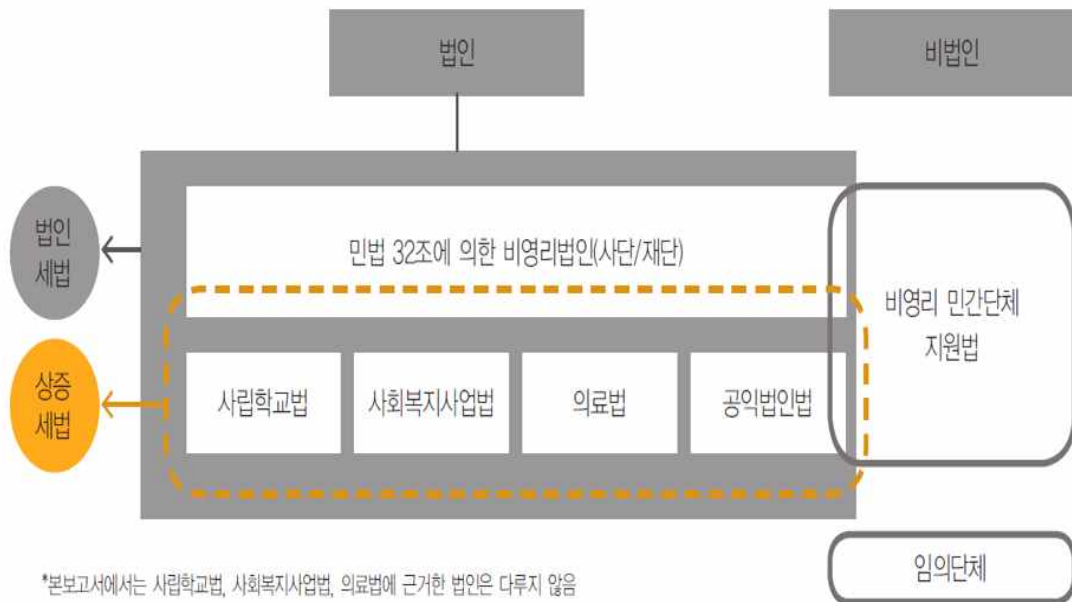 법인
비법인
법인
세법
민법 32조에 의한 비영리법인(사단/재단)
비영리 민간단체
지원법
상증
세법
사립학교법
사회복지사업법
의료법
공익법인법
임의단체
*본보고서에서는 사립학교법, 사회복지사업법, 의료법에 근거한 법인은 다루지 않음